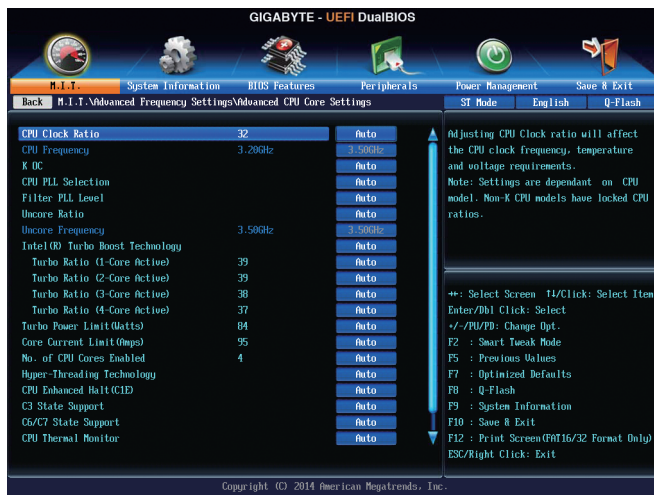 GIGABYTE - UEFI DualBIOS
M.I.T. System Information BIOS Features Peripherals Power Management Save & Exit
Back M.I.T.\Advanced Frequency Settings\Advanced CPU Core Settings ST Mode English Q-Flash
CPU Clock Ratio 32 Auto
CPU Frequency 3.20GHz 3.50GHz
K OC Auto
CPU PLL Selection Auto
Filter PLL Level Auto
Uncore Ratio Auto
Uncore Frequency 3.50GHz 3.50GHz
Intel(R) Turbo Boost Technology Auto
Turbo Ratio (1-Core Active) 39 Auto
Turbo Ratio (2-Core Active) 39 Auto
Turbo Ratio (3-Core Active) 38 Auto
Turbo Ratio (4-Core Active) 37 Auto
Turbo Power Limit(Watts) 84 Auto
Core Current Limit(Amps) 95 Auto
No. of CPU Cores Enabled 4 Auto
Hyper-Threading Technology Auto
CPU Enhanced Halt(C1E) Auto
C3 State Support Auto
C6/C7 State Support Auto
CPU Thermal Monitor Auto
Adjusting CPU Clock ratio will affect
the CPU clock frequency, temperature
and voltage requirements.
Note: Settings are dependant on CPU
model. Non-K CPU models have locked CPU
ratios.
↔: Select Screen ↑↓/Click: Select Item
Enter/Dbl Click: Select
+/-/PU/PD: Change Opt.
F2 : Smart Tweak Mode
F5 : Previous Values
F7 : Optimized Defaults
F8 : Q-Flash
F9 : System Information
F10 : Save & Exit
F12 : Print Screen(FAT16/32 Format Only)
ESC/Right Click: Exit
Copyright (C) 2014 American Megatrends, Inc.